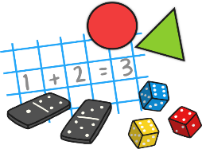 1 + 2 = 3